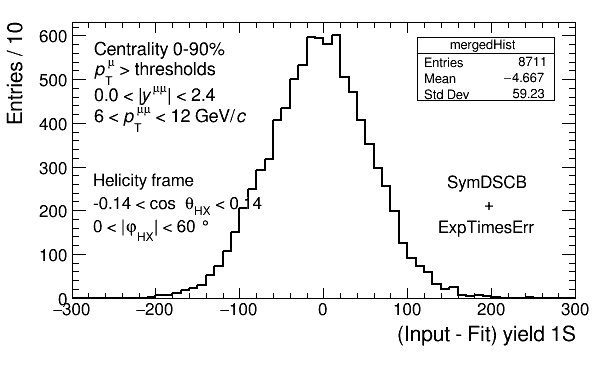 Entries / 10
600
500
400
300
200
100
0
Centrality 0-90%
p_T^μ > thresholds
0.0 < |y^μμ| < 2.4
6 < p_T^μμ < 12 GeV/c
Helicity frame
-0.14 < cos θ_HX < 0.14
0 < |φ_HX| < 60 °
mergedHist
Entries 8711
Mean −4.667
Std Dev 59.23
SymDSCB
+
ExpTimesErr
−300 −200 −100 0 100 200 300
(Input - Fit) yield 1S